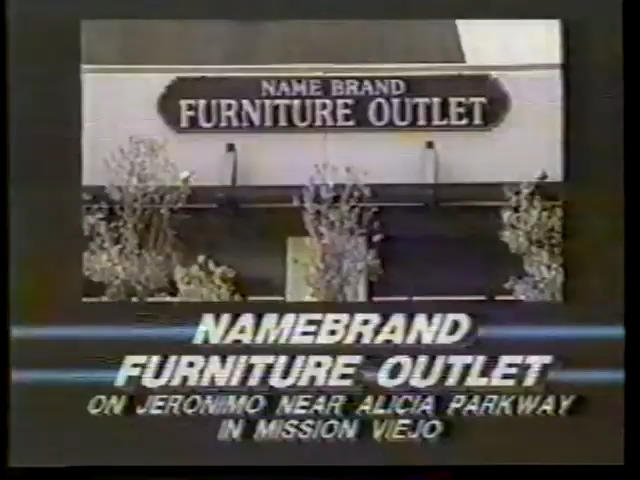 NAME BRAND
FURNITURE OUTLET
NAMEBRAND
FURNITURE OUTLET
ON JERONIMO NEAR ALICIA PARKWAY
IN MISSION VIEJO